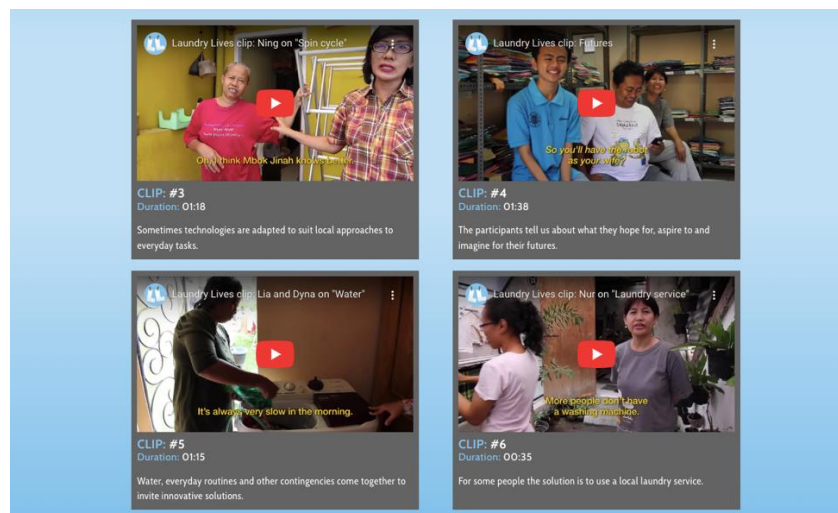 Laundry Lives clip: Ning on "Spin cycle"
Oh, I think Mbok Jinah knows better.
CLIP: #3
Duration: 01:18
Sometimes technologies are adapted to suit local approaches to
everyday tasks.
Laundry Lives clip: Futures
So you'll have the robot
as your wife?
CLIP: #4
Duration: 01:38
The participants tell us about what they hope for, aspire to and
imagine for their futures.
Laundry Lives clip: Lia and Dyna on "Water"
It's always very slow in the morning.
CLIP: #5
Duration: 01:15
Water, everyday routines and other contingencies come together to
invite innovative solutions.
Laundry Lives clip: Nur on "Laundry service"
More people don't have
a washing machine.
CLIP: #6
Duration: 00:35
For some people the solution is to use a local laundry service.